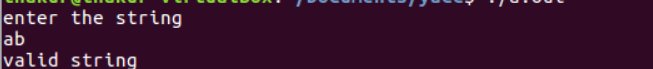 enter the string
ab
valid string